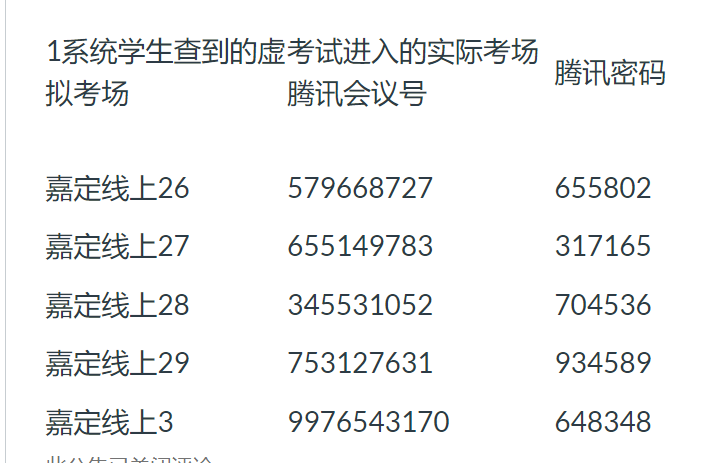 1系统学生查到的虚拟考场 考试进入的实际考场腾讯会议号 腾讯密码
嘉定线上26 579668727 655802
嘉定线上27 655149783 317165
嘉定线上28 345531052 704536
嘉定线上29 753127631 934589
嘉定线上3 9976543170 648348